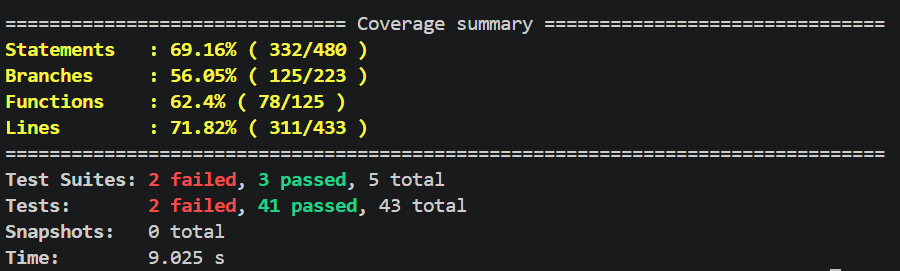 =============================== Coverage summary ===============================
Statements   : 69.16% ( 332/480 )
Branches     : 56.05% ( 125/223 )
Functions    : 62.4% ( 78/125 )
Lines        : 71.82% ( 311/433 )
================================================================================
Test Suites: 2 failed, 3 passed, 5 total
Tests:       2 failed, 41 passed, 43 total
Snapshots:   0 total
Time:        9.025 s